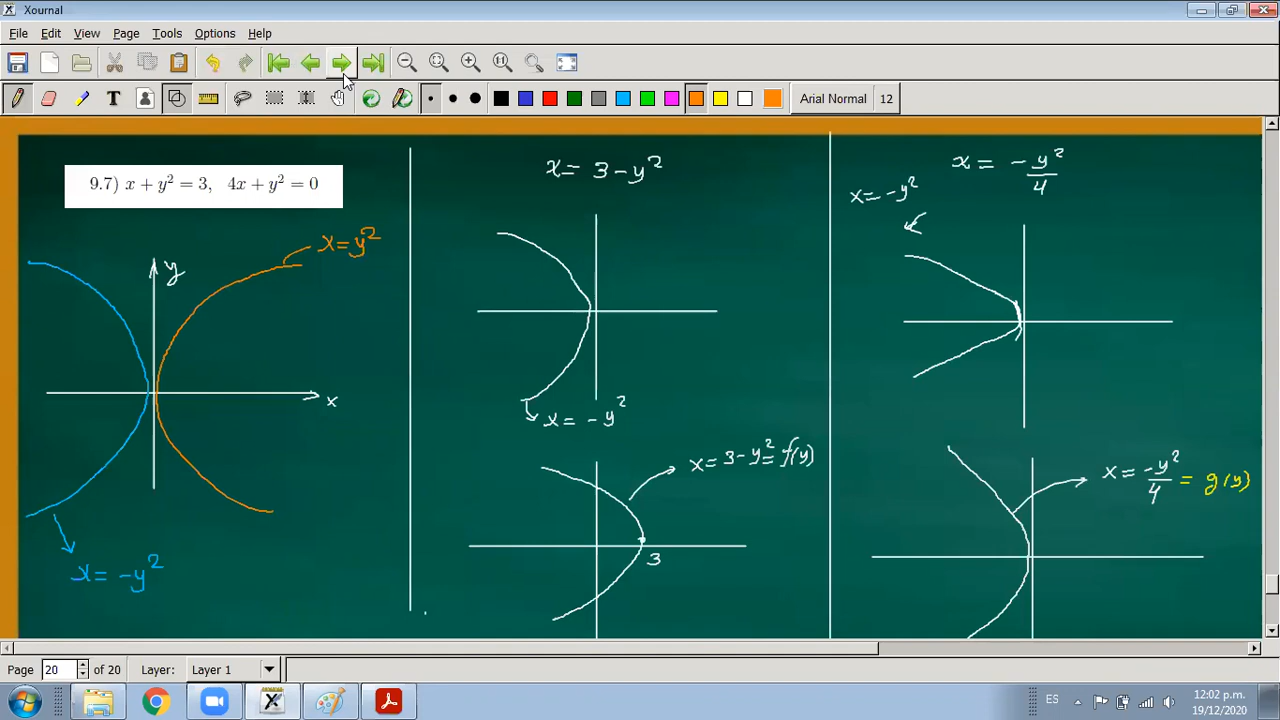 Xournal
File Edit View Page Tools Options Help
Arial Normal 12
9.7) x + y² = 3, 4x + y² = 0
x = y²
y
x
x = -y²
x = 3 - y²
x = -y²
x = 3 - y² = f(y)
3
x = -y²/4
x = -y²
x = -y²/4 = g(y)
Page 20 of 20 Layer: Layer 1
ES 12:02 p.m.
19/12/2020